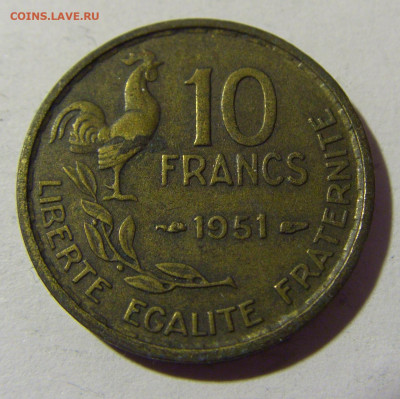 COINS.LAVE.RU
10
FRANCS
1951
LIBERTE EGALITE FRATERNITE